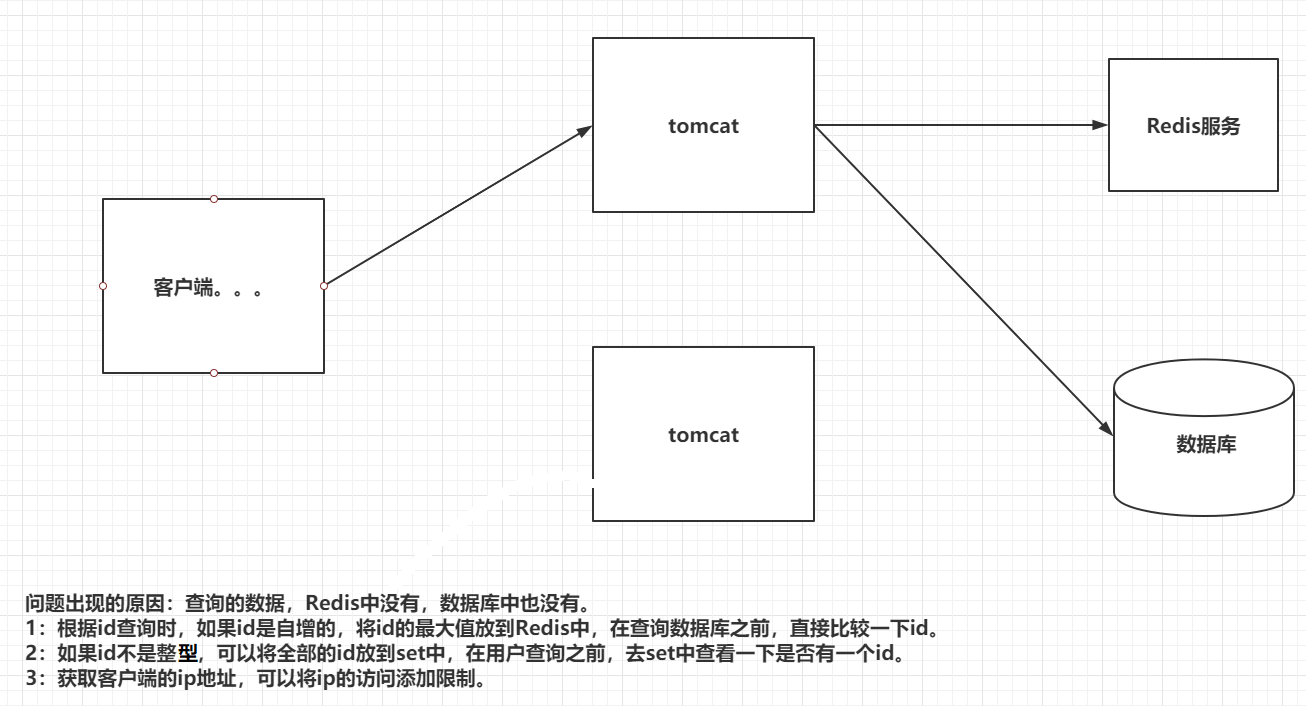 tomcat
Redis服务
客户端。。。
tomcat
数据库
问题出现的原因：查询的数据，Redis中没有，数据库中也没有。
1：根据id查询时，如果id是自增的，将id的最大值放到Redis中，在查询数据库之前，直接比较一下id。
2：如果id不是整型，可以将全部的id放到set中，在用户查询之前，去set中查看一下是否有一个id。
3：获取客户端的ip地址，可以将ip的访问添加限制。